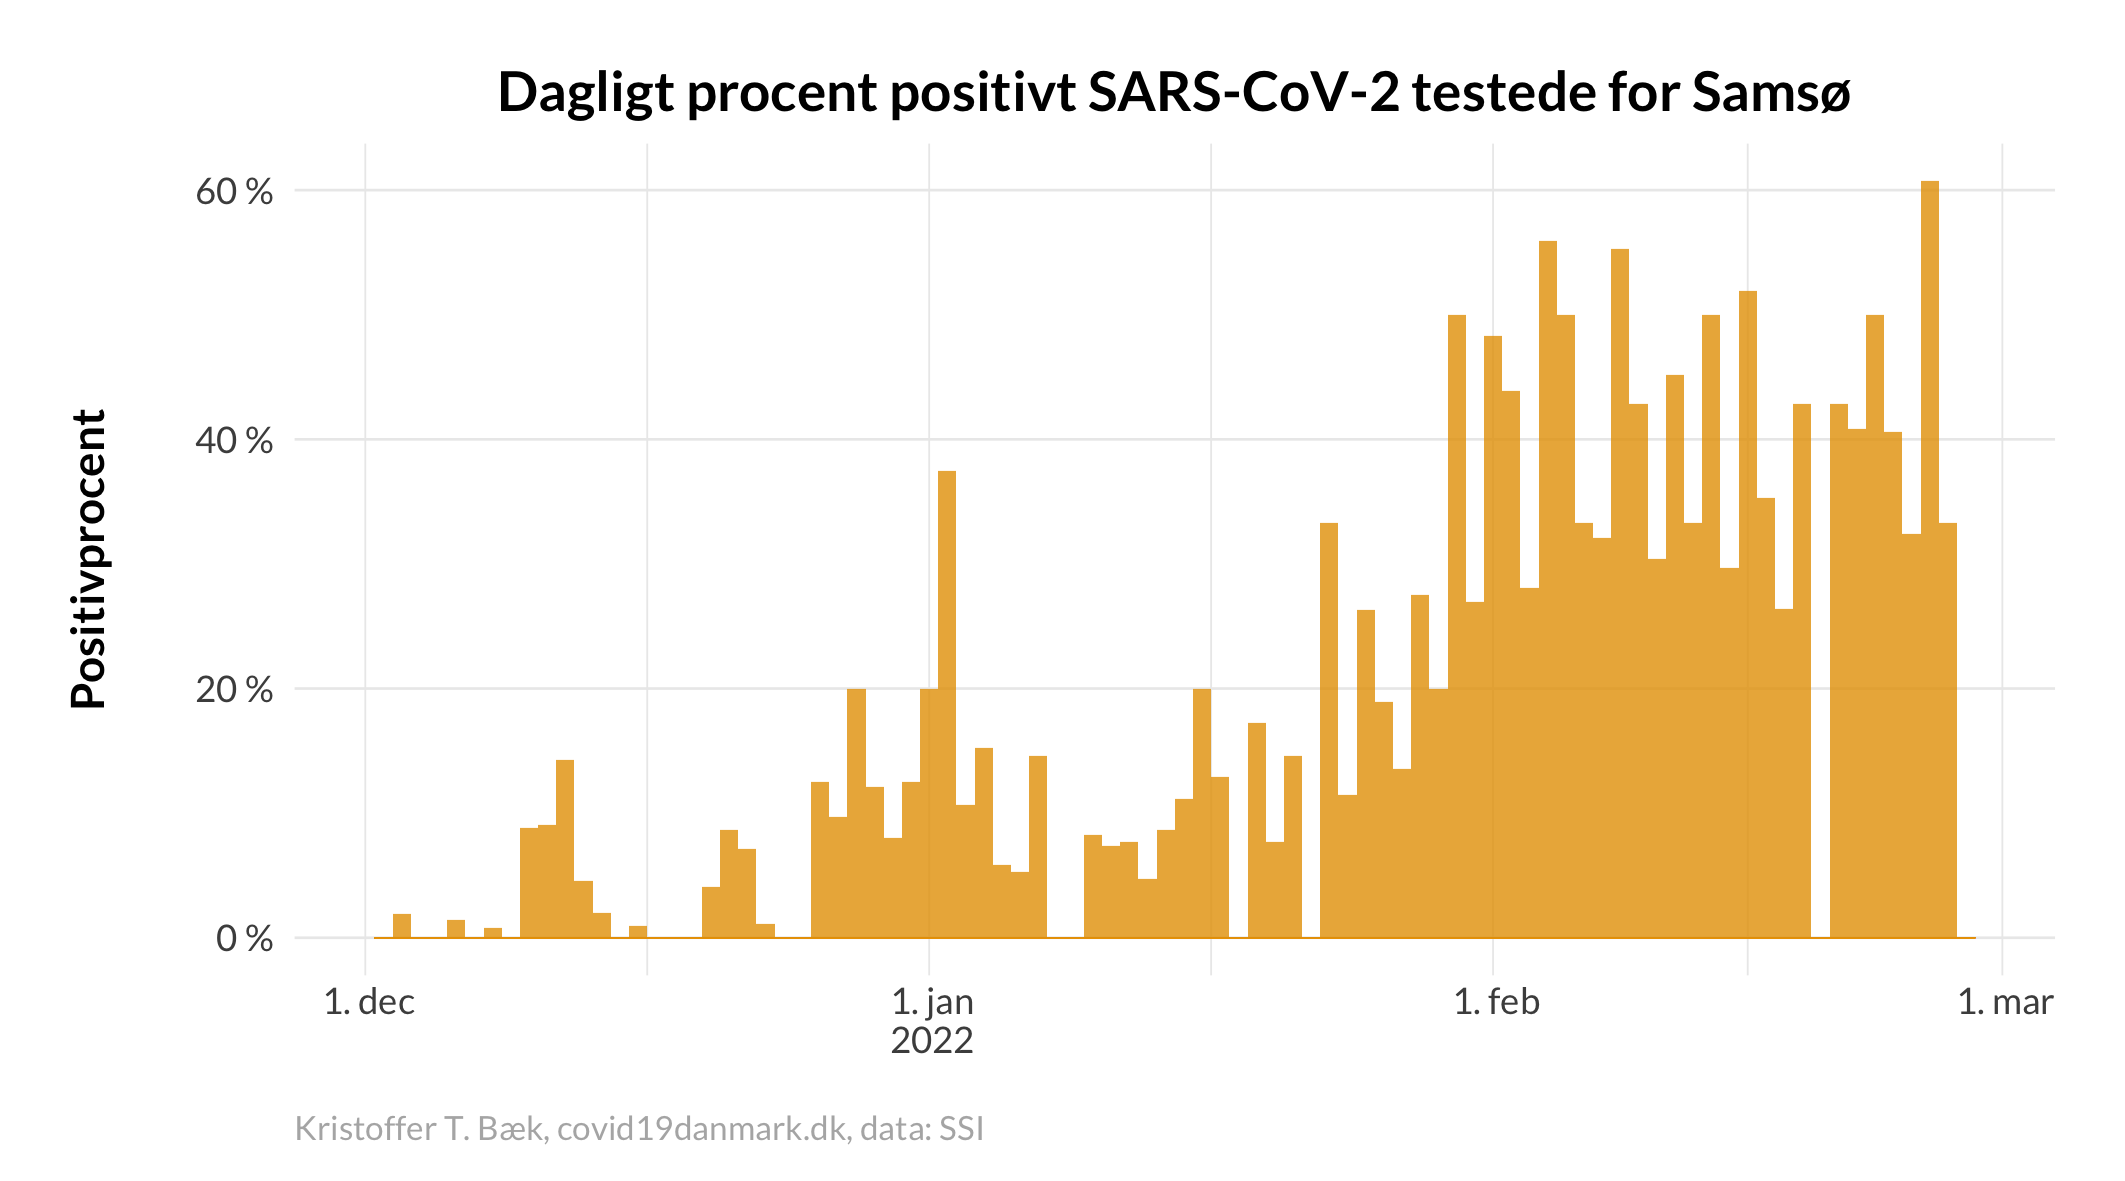 Dagligt procent positivt SARS-CoV-2 testede for Samsø
Positivprocent
60 %
40 %
20 %
0 %
1. dec
1. jan
2022
1. feb
1. mar
Kristoffer T. Bæk, covid19danmark.dk, data: SSI